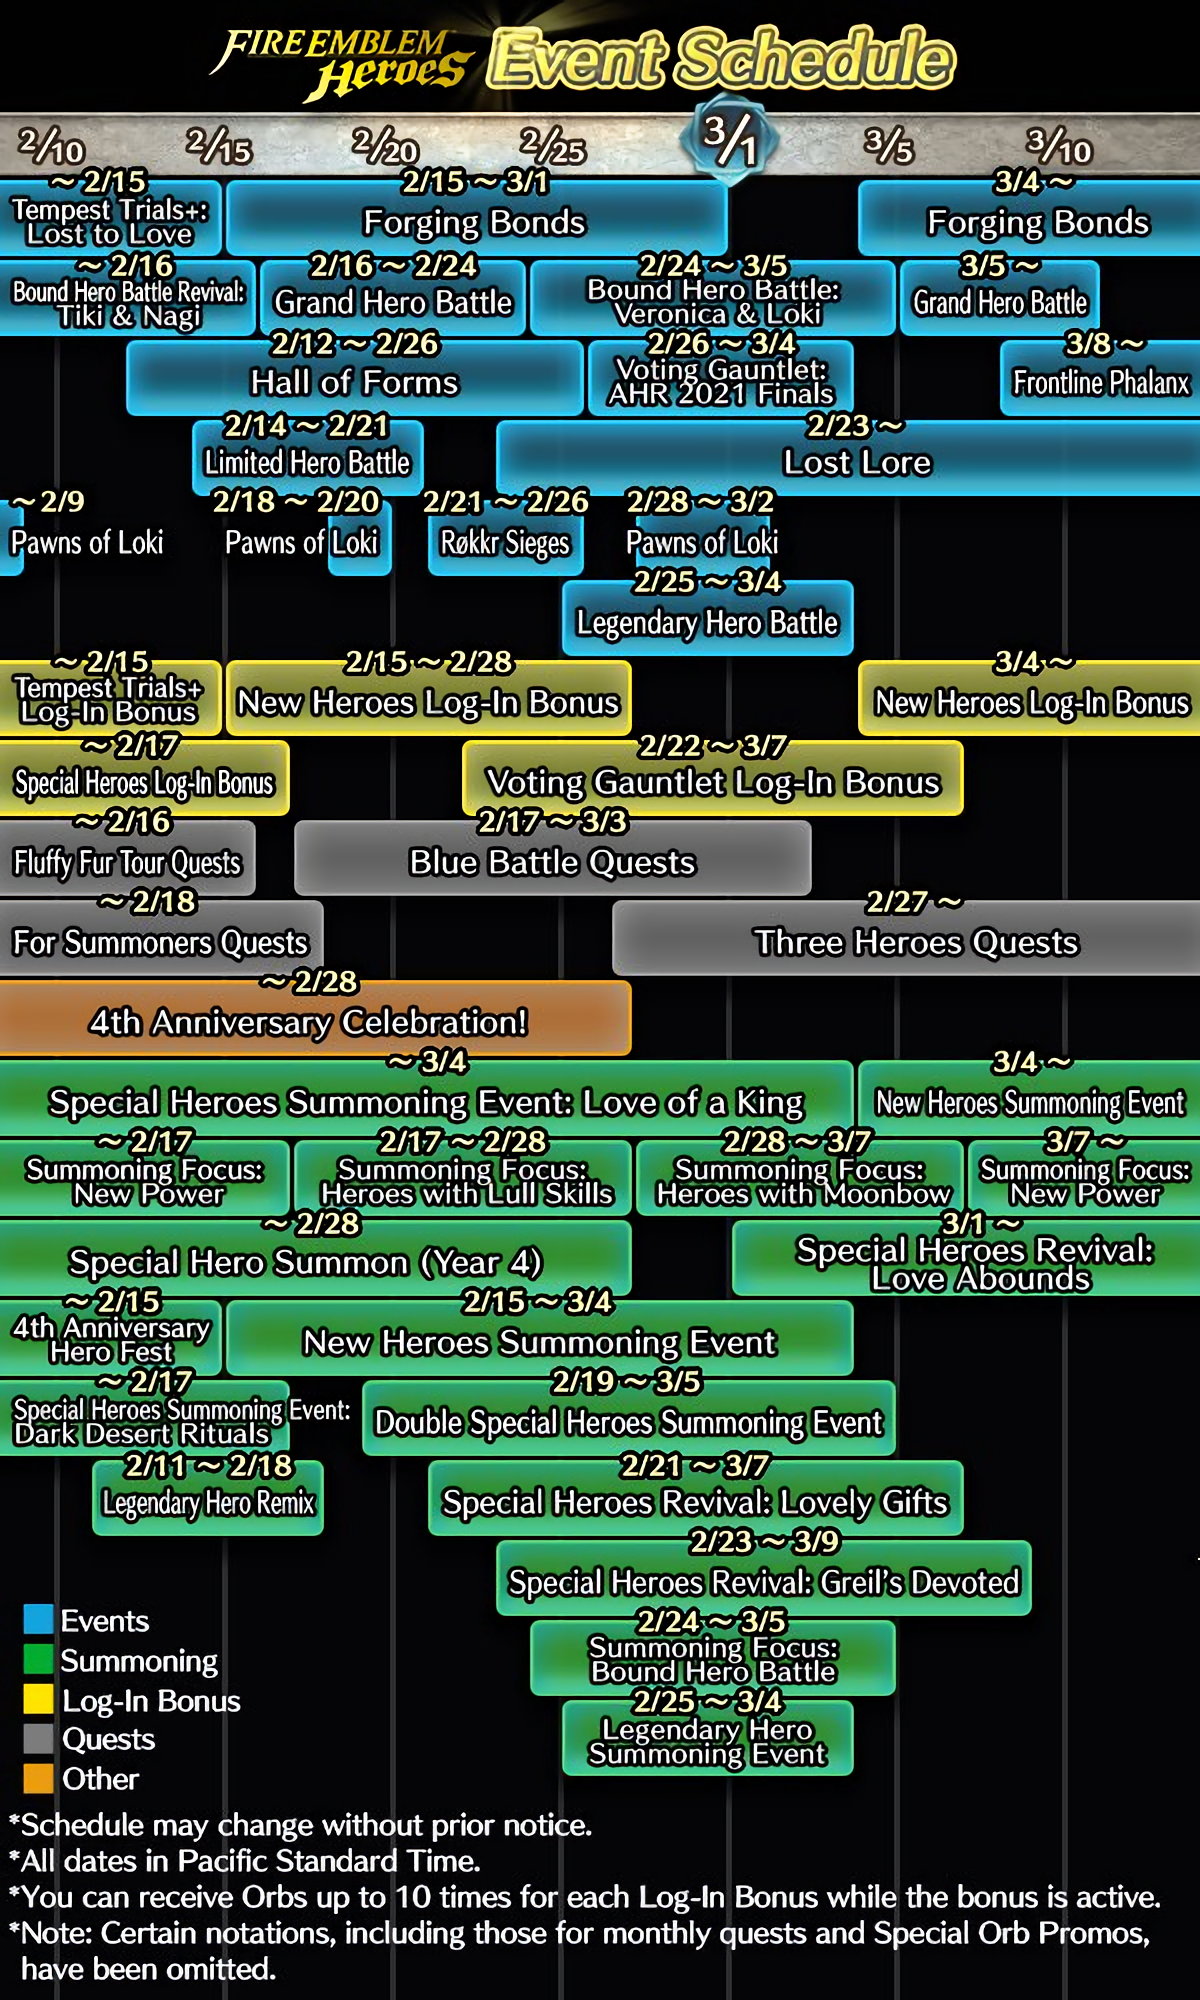 FIRE EMBLEM Heroes Event Schedule
2/10 2/15 2/20 2/25 3/1 3/5 3/10
~ 2/15 2/15 ~ 3/1 3/4 ~
Tempest Trials+:
Lost to Love
Forging Bonds
Forging Bonds
~ 2/16 2/16 ~ 2/24 2/24 ~ 3/5 3/5 ~
Bound Hero Battle Revival:
Tiki & Nagi
Grand Hero Battle
Bound Hero Battle:
Veronica & Loki
Grand Hero Battle
2/12 ~ 2/26 2/26 ~ 3/4 3/8 ~
Hall of Forms
Voting Gauntlet:
AHR 2021 Finals
Frontline Phalanx
2/14 ~ 2/21 2/23 ~
Limited Hero Battle Lost Lore
~ 2/9 2/18 ~ 2/20 2/21 ~ 2/26 2/28 ~ 3/2
Pawns of Loki Pawns of Loki Røkkr Sieges Pawns of Loki
2/25 ~ 3/4
Legendary Hero Battle
~ 2/15 2/15 ~ 2/28 3/4 ~
Tempest Trials+
Log-In Bonus
New Heroes Log-In Bonus
New Heroes Log-In Bonus
~ 2/17 2/22 ~ 3/7
Special Heroes Log-In Bonus Voting Gauntlet Log-In Bonus
~ 2/16 2/17 ~ 3/3
Fluffy Fur Tour Quests Blue Battle Quests
~ 2/18 2/27 ~
For Summoners Quests Three Heroes Quests
~ 2/28
4th Anniversary Celebration!
~ 3/4 3/4 ~
Special Heroes Summoning Event: Love of a King New Heroes Summoning Event
~ 2/17 2/17 ~ 2/28 2/28 ~ 3/7 3/7 ~
Summoning Focus:
New Power
Summoning Focus:
Heroes with Lull Skills
Summoning Focus:
Heroes with Moonbow
Summoning Focus:
New Power
~ 2/28 3/1 ~
Special Hero Summon (Year 4)
Special Heroes Revival:
Love Abounds
~ 2/15 2/15 ~ 3/4
4th Anniversary
Hero Fest
New Heroes Summoning Event
~ 2/17 2/19 ~ 3/5
Special Heroes Summoning Event:
Dark Desert Rituals
Double Special Heroes Summoning Event
2/11 ~ 2/18 2/21 ~ 3/7
Legendary Hero Remix Special Heroes Revival: Lovely Gifts
2/23 ~ 3/9
Special Heroes Revival: Greil's Devoted
2/24 ~ 3/5
Summoning Focus:
Bound Hero Battle
2/25 ~ 3/4
Legendary Hero
Summoning Event
Events
Summoning
Log-In Bonus
Quests
Other
*Schedule may change without prior notice.
*All dates in Pacific Standard Time.
*You can receive Orbs up to 10 times for each Log-In Bonus while the bonus is active.
*Note: Certain notations, including those for monthly quests and Special Orb Promos,
have been omitted.